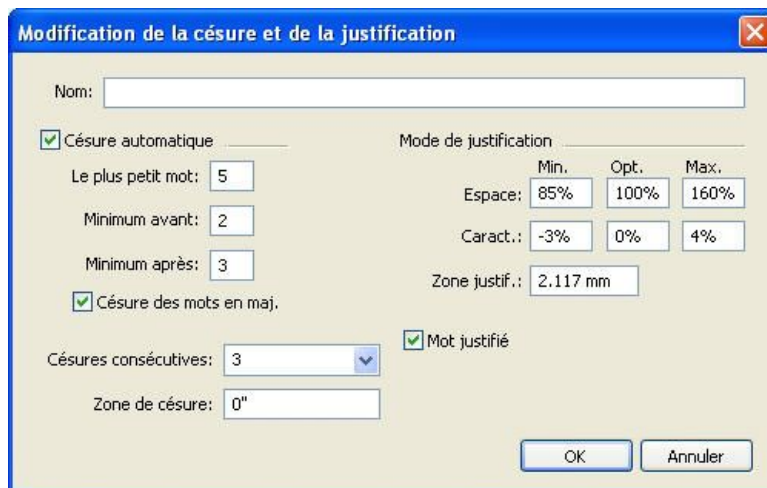 Modification de la césure et de la justification
Nom:
Césure automatique
Le plus petit mot: 5
Minimum avant: 2
Minimum après: 3
Césure des mots en maj.
Césures consécutives: 3
Zone de césure: 0"
Mode de justification
Min. Opt. Max.
Espace: 85% 100% 160%
Caract.: -3% 0% 4%
Zone justif.: 2.117 mm
Mot justifié
OK Annuler